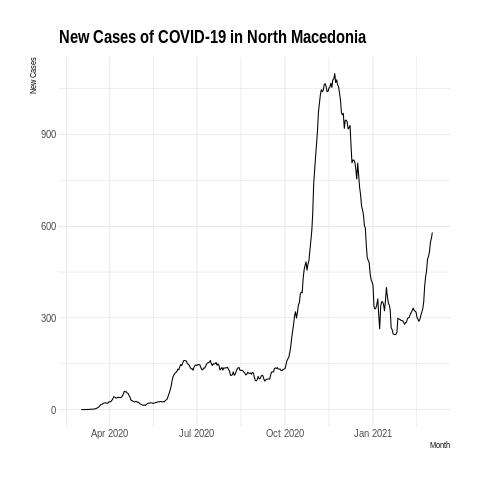 New Cases of COVID-19 in North Macedonia
New Cases
900
600
300
0
Apr 2020 Jul 2020 Oct 2020 Jan 2021
Month